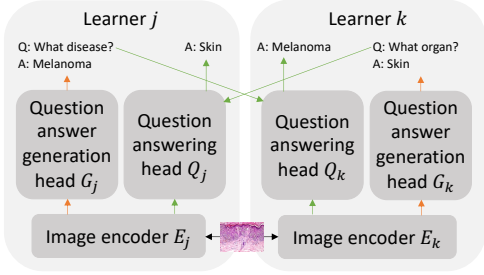 Learner j
Q: What disease?
A: Melanoma
A: Skin
Question
answer
generation
head G_j
Question
answering
head Q_j
Image encoder E_j
Learner k
A: Melanoma
Q: What organ?
A: Skin
Question
answering
head Q_k
Question
answer
generation
head G_k
Image encoder E_k